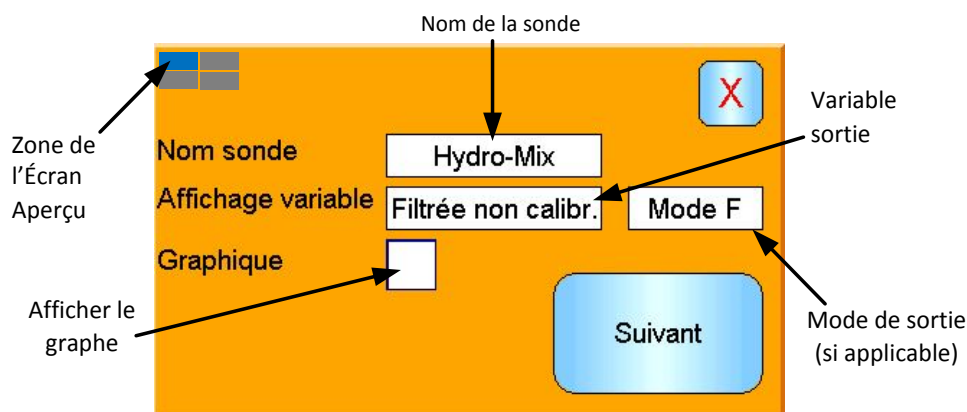 Nom de la sonde
X
Variable
sortie
Zone de
l'Écran
Aperçu
Nom sonde
Hydro-Mix
Affichage variable
Filtrée non calibr.
Mode F
Graphique
Afficher le
graphe
Suivant
Mode de sortie
(si applicable)